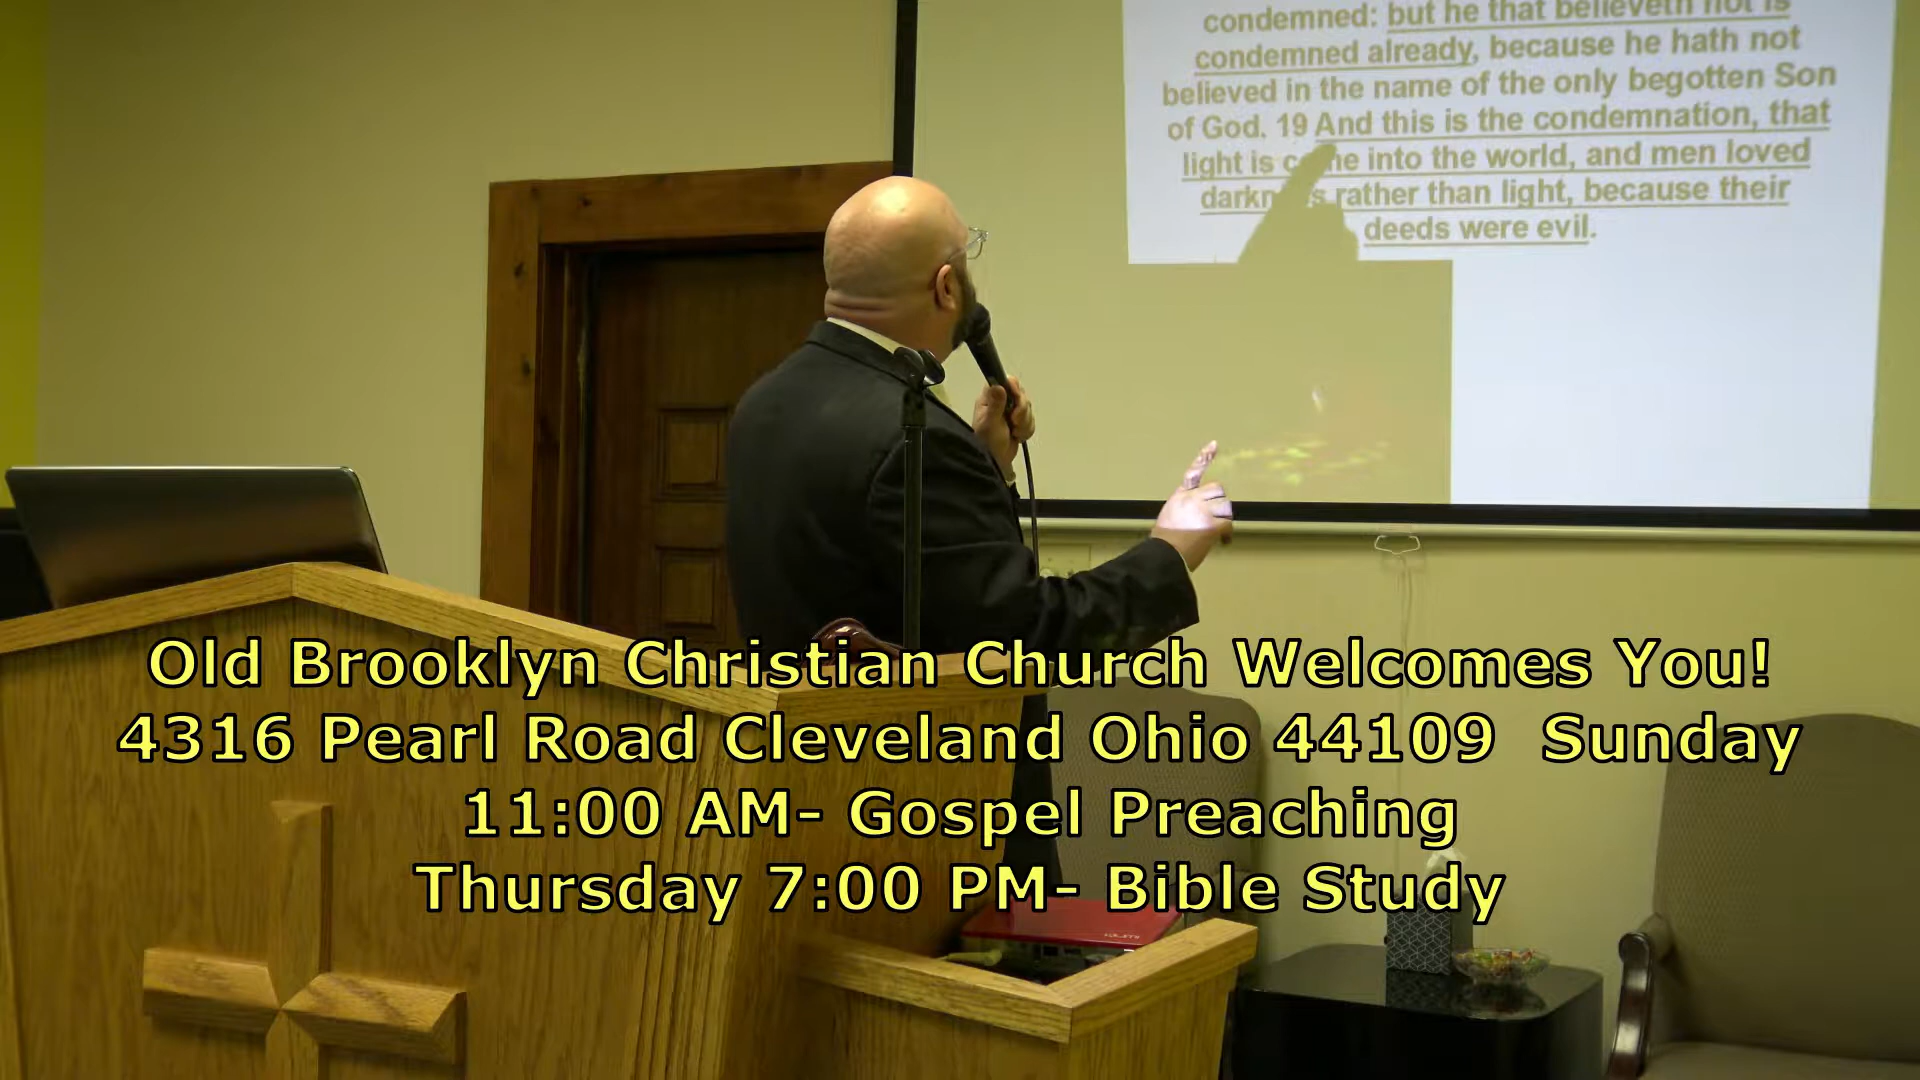 condemned: but he that believeth not is
condemned already, because he hath not
believed in the name of the only begotten Son
of God. 19 And this is the condemnation, that
light is come into the world, and men loved
darkness rather than light, because their
deeds were evil.
Old Brooklyn Christian Church Welcomes You!
4316 Pearl Road Cleveland Ohio 44109 Sunday
11:00 AM- Gospel Preaching
Thursday 7:00 PM- Bible Study